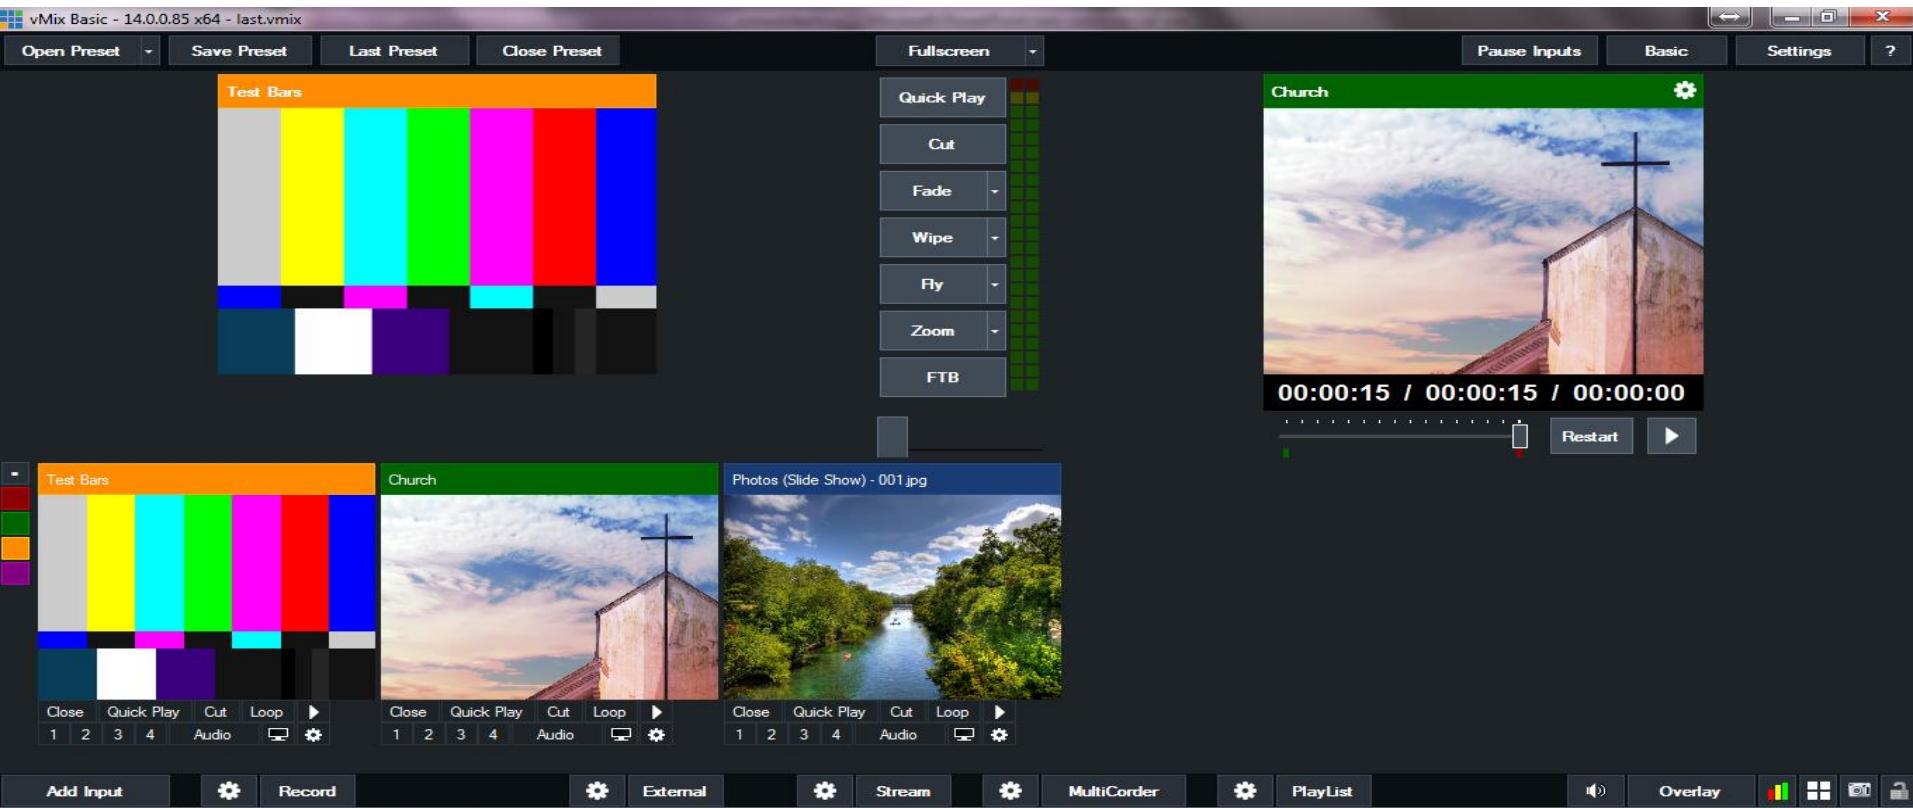 vMix Basic - 14.0.0.85 x64 - last.vmix
Open Preset Save Preset Last Preset Close Preset Fullscreen Pause Inputs Basic Settings ?
Test Bars
Quick Play
Cut
Fade
Wipe
Fly
Zoom
FTB
Church
00:00:15 / 00:00:15 / 00:00:00
Restart
Test Bars
Close Quick Play Cut Loop
1 2 3 4 Audio
Church
Close Quick Play Cut Loop
1 2 3 4 Audio
Photos (Slide Show) - 001.jpg
Close Quick Play Cut Loop
1 2 3 4 Audio
Add Input Record External Stream MultiCorder PlayList Overlay